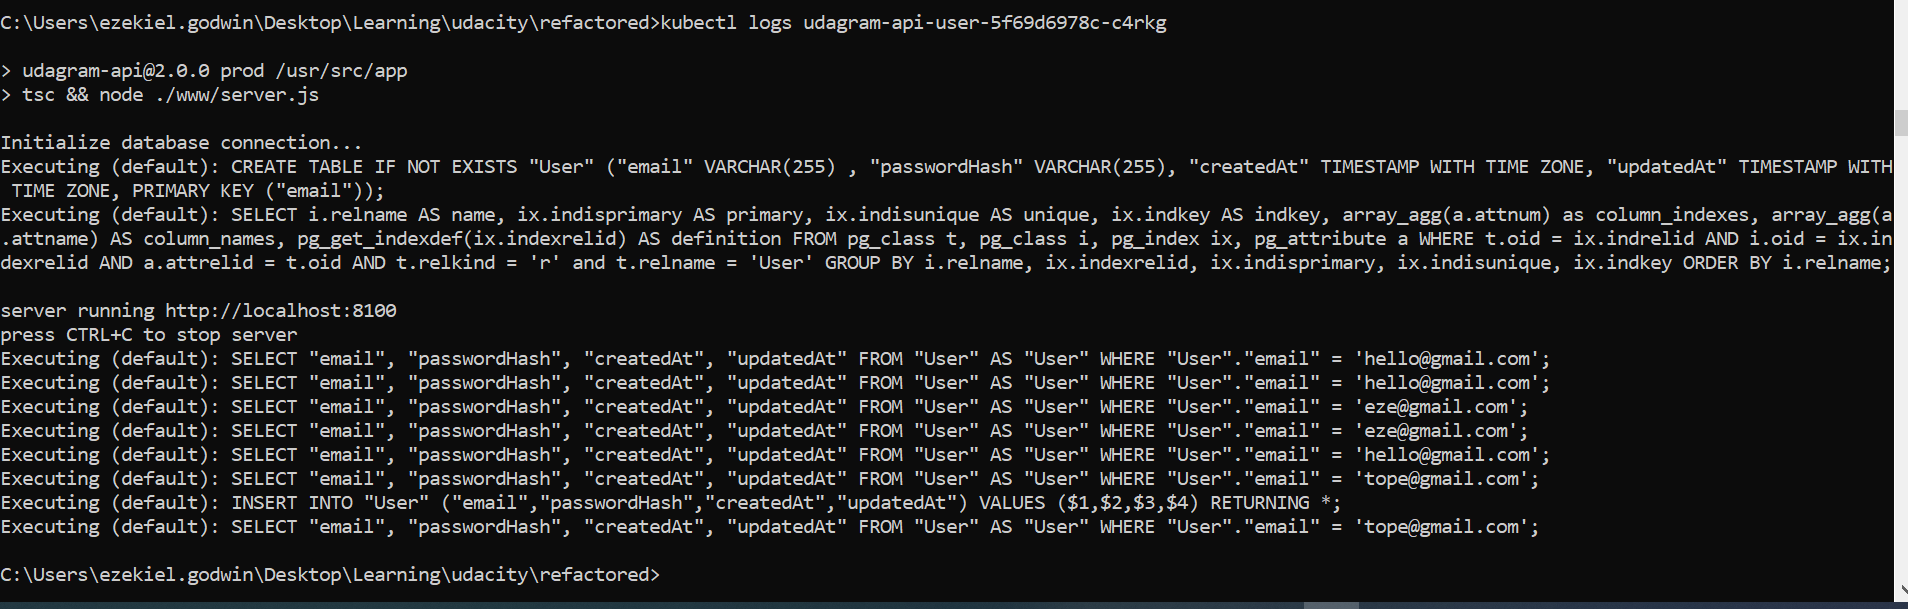 C:\Users\ezekiel.godwin\Desktop\Learning\udacity\refactored>kubectl logs udagram-api-user-5f69d6978c-c4rkg
> udagram-api@2.0.0 prod /usr/src/app
> tsc && node ./www/server.js
Initialize database connection...
Executing (default): CREATE TABLE IF NOT EXISTS "User" ("email" VARCHAR(255) , "passwordHash" VARCHAR(255), "createdAt" TIMESTAMP WITH TIME ZONE, "updatedAt" TIMESTAMP WITH
 TIME ZONE, PRIMARY KEY ("email"));
Executing (default): SELECT i.relname AS name, ix.indisprimary AS primary, ix.indisunique AS unique, ix.indkey AS indkey, array_agg(a.attnum) as column_indexes, array_agg(a
.attname) AS column_names, pg_get_indexdef(ix.indexrelid) AS definition FROM pg_class t, pg_class i, pg_index ix, pg_attribute a WHERE t.oid = ix.indrelid AND i.oid = ix.in
dexrelid AND a.attrelid = t.oid AND t.relkind = 'r' and t.relname = 'User' GROUP BY i.relname, ix.indexrelid, ix.indisprimary, ix.indisunique, ix.indkey ORDER BY i.relname;
server running http://localhost:8100
press CTRL+C to stop server
Executing (default): SELECT "email", "passwordHash", "createdAt", "updatedAt" FROM "User" AS "User" WHERE "User"."email" = 'hello@gmail.com';
Executing (default): SELECT "email", "passwordHash", "createdAt", "updatedAt" FROM "User" AS "User" WHERE "User"."email" = 'hello@gmail.com';
Executing (default): SELECT "email", "passwordHash", "createdAt", "updatedAt" FROM "User" AS "User" WHERE "User"."email" = 'eze@gmail.com';
Executing (default): SELECT "email", "passwordHash", "createdAt", "updatedAt" FROM "User" AS "User" WHERE "User"."email" = 'eze@gmail.com';
Executing (default): SELECT "email", "passwordHash", "createdAt", "updatedAt" FROM "User" AS "User" WHERE "User"."email" = 'hello@gmail.com';
Executing (default): SELECT "email", "passwordHash", "createdAt", "updatedAt" FROM "User" AS "User" WHERE "User"."email" = 'tope@gmail.com';
Executing (default): INSERT INTO "User" ("email","passwordHash","createdAt","updatedAt") VALUES ($1,$2,$3,$4) RETURNING *;
Executing (default): SELECT "email", "passwordHash", "createdAt", "updatedAt" FROM "User" AS "User" WHERE "User"."email" = 'tope@gmail.com';
C:\Users\ezekiel.godwin\Desktop\Learning\udacity\refactored>